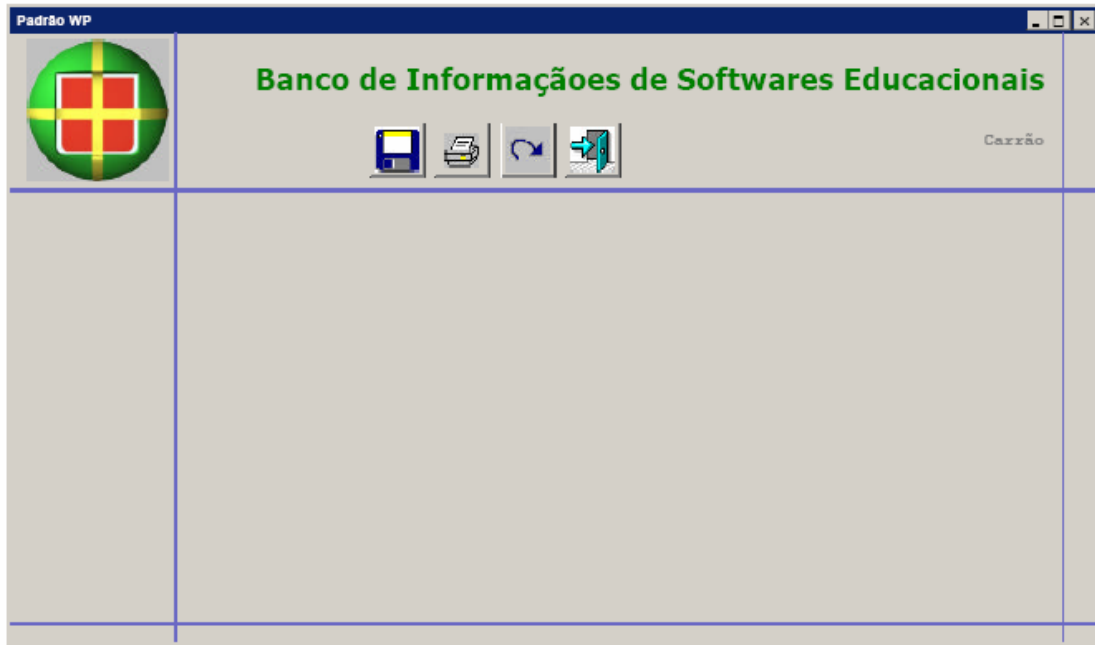 Padrão WP
Banco de Informaçãoes de Softwares Educacionais
Carrão